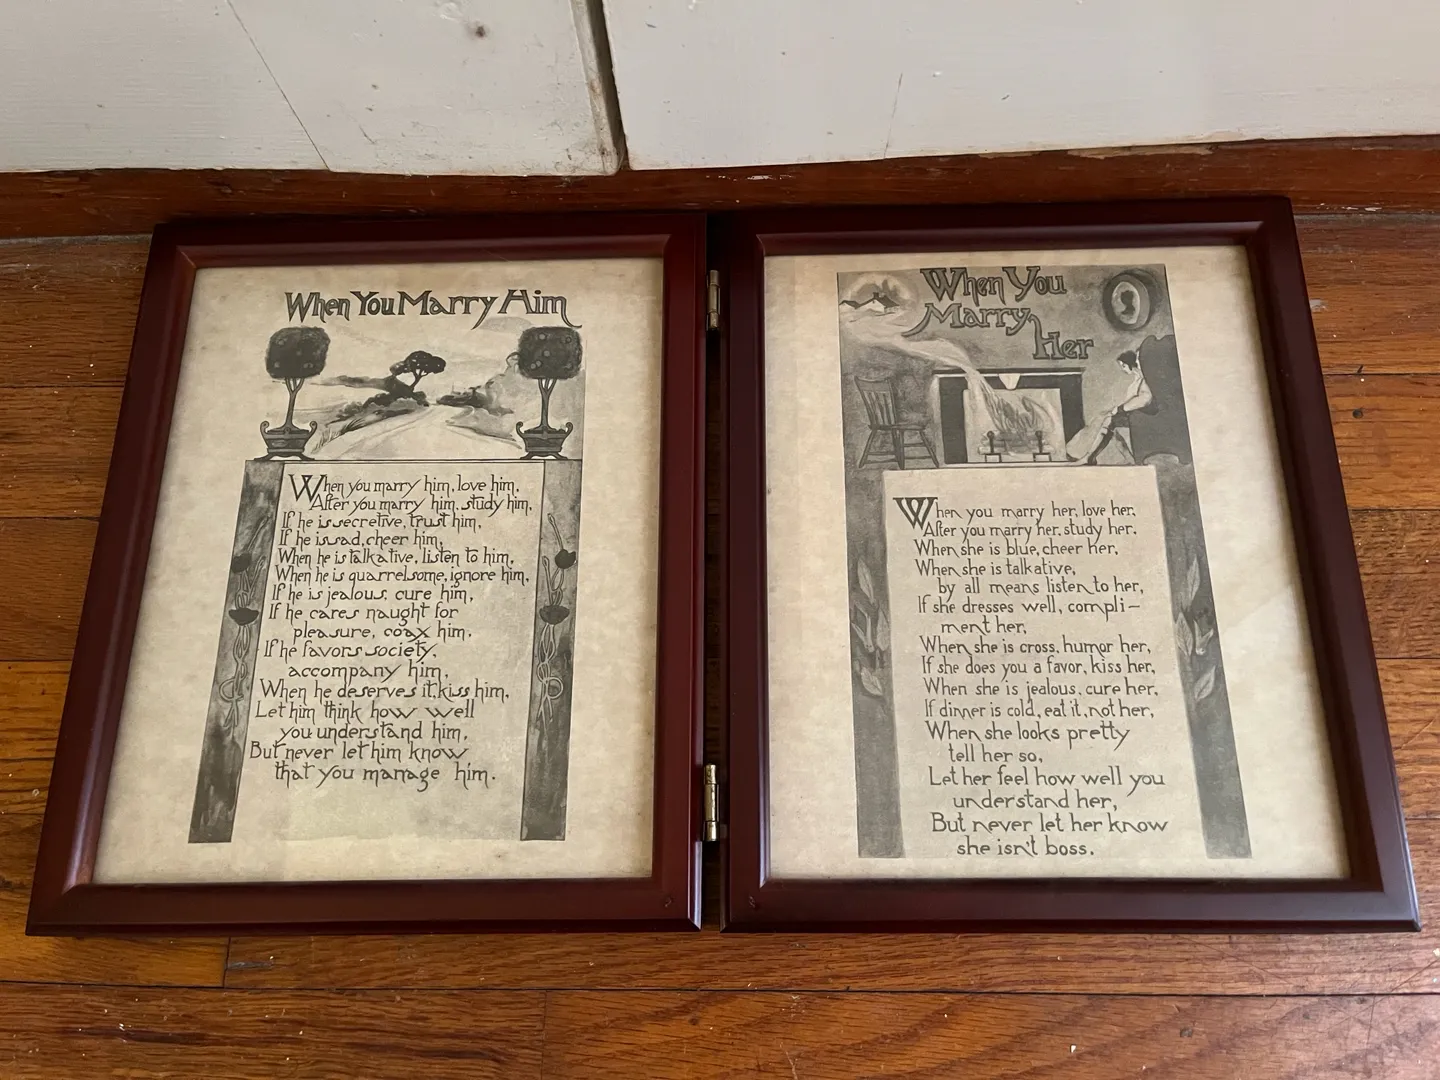 When You Marry Him
When you marry him, love him,
After you marry him, study him,
If he is secretive, trust him,
If he is sad, cheer him,
When he is talkative, listen to him,
When he is quarrelsome, ignore him,
If he is jealous, cure him,
If he cares naught for
pleasure, coax him,
If he favors society,
accompany him,
When he deserves it, kiss him,
Let him think how well
you understand him,
But never let him know
that you manage him.
When You
Marry
Her
When you marry her, love her,
After you marry her, study her,
When she is blue, cheer her,
When she is talkative,
by all means listen to her,
If she dresses well, compli-
ment her,
When she is cross, humor her,
If she does you a favor, kiss her,
When she is jealous, cure her,
If dinner is cold, eat it, not her,
When she looks pretty
tell her so,
Let her feel how well you
understand her,
But never let her know
she isn't boss.